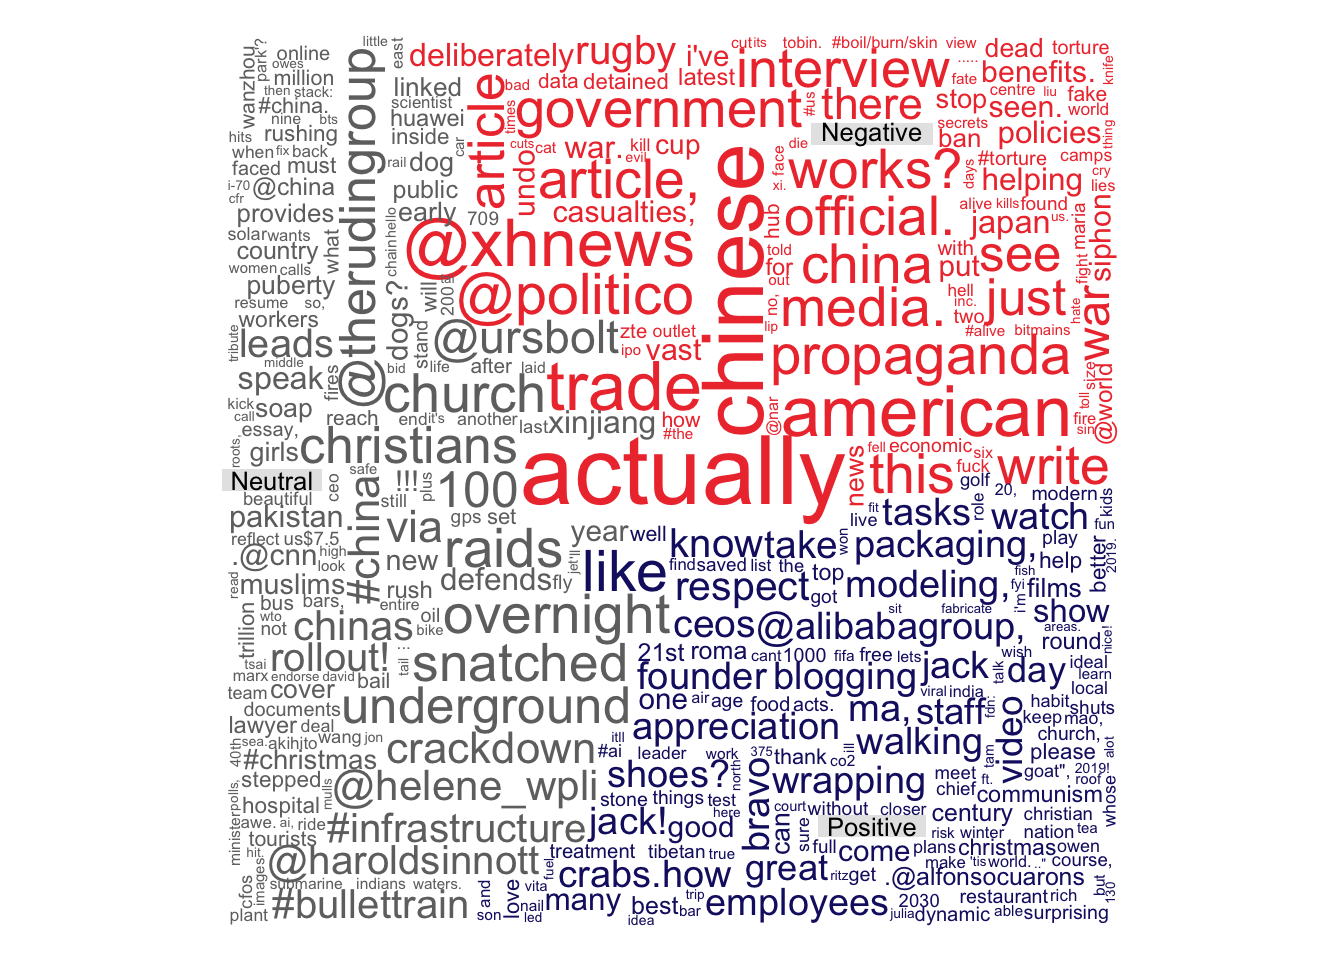 little
online
owes
park'?
wanzhou
million
then stack:
#china.
nine bts
hits
rushing
when fix back
faced must
i-70
cfr
@china
provides
solar wants
country
what
women calls
puberty
resume so,
workers
tribute
leads
middle
speak
fires
kick
soap
call
essay,
roots,
girls
east
linked
scientist
huawei
inside
car
rail dog
public
early
hello
709
chain
dogs?
will
200
stand
bid
life
after
laid
reach
end it's another
last xinjiang
@therudingroup
@ursbolt
church
christians
100
Neutral
beautiful
ceo
safe
!!!
still
plus
pakistan
reflect us$7.5
.@cnn
high
look
#china
via
gps set
year
raids
new
read
muslims
rush
defends fly
jet'll
bus bars,
entire
wto
not
trillion
chinas
oil
bike
overnight
tsai
rollout!
tail
::
snatched
marx endorse david bail
team cover
documents
underground
lawyer deal
40th
sea. akihito wang jon
crackdown
#christmas
stepped
mulls
@helene_wpli
polls,
hospital
minister
awe. ai, ride
#infrastructure
tourists
hit.
@haroldsinnott
images:
cfos
submarine indians waters.
plant
#bullettrain
deliberately rugby i've
cut its tobin. #boil/burn/skin view
.....
dead torture
knife
interview
benefits.
article
bad data detained latest
fate
centre liu fake
times
government
#us
there
stop seen. world
Negative
secrets
ban
policies
thing
cuts cat war. kill cup
evil
undo
article,
casualties,
chinese
die
face
xi.
works?
days
#torture camps
helping
cry
lies
alive kills found
official.
japan us.
hub
@xhnews
told
for
out
china
with
put
see
fight
maria
siphon
@politico
no,
lip
media.
hell
inc.
two
just
hate
war
#alive bitmains
zte outlet
ipo
vast
propaganda
size
toll
@world
trade
how
#the
@nar
american
fire
sin
actually
news
fell economic six
this
fuck
write
golf
20,
role
modern
kids
fit
live
tasks.
watch
fun
well
know take
won
packaging,
play
2019.
like
find saved list the
top
help
better
fish
fyi
respect
got
modeling,
i'm
films
sit
fabricate
show
ceos @alibabagroup,
areas.
round
nice!
21st roma cant 1000 fifa free lets
wish
talk
ideal
learn
founder blogging
jack
day
viral india
local
one air age food acts.
ma, staff
fdn:
habit
shuts
keep mao,
video
appreciation
walking
church,
alot
itll
#ai leader work
375
thank co2
ill
tam
please
goat", 2019!
shoes?
north
bravo
wrapping
meet ft.
chief
roof
communism
whose
stone things test
here
court without closer century christian
jack! good
can
sure
Positive
risk winter nation tea
treatment tibetan true
full come plans christmas owen
fuel
crabs.how
great
ritz get
make 'tis world. .." course,
.@alfonsocuarons
but
130
and
son
love
vita
nail
led
many
best
idea
bar
trip
employees
2030
restaurant rich
julia dynamic able surprising